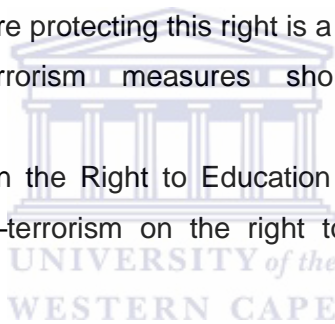 re protecting this right is a
rrorism measures sho
n the Right to Education
-terrorism on the right to
UNIVERSITY of the
WESTERN CAPE